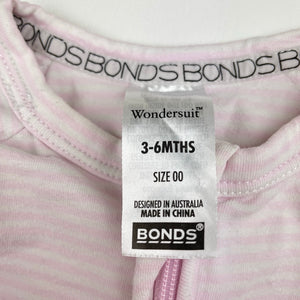 BONDSBONDSBONDSBONDS
Wondersuit™
3-6MTHS
SIZE 00
DESIGNED IN AUSTRALIA
MADE IN CHINA
BONDS®